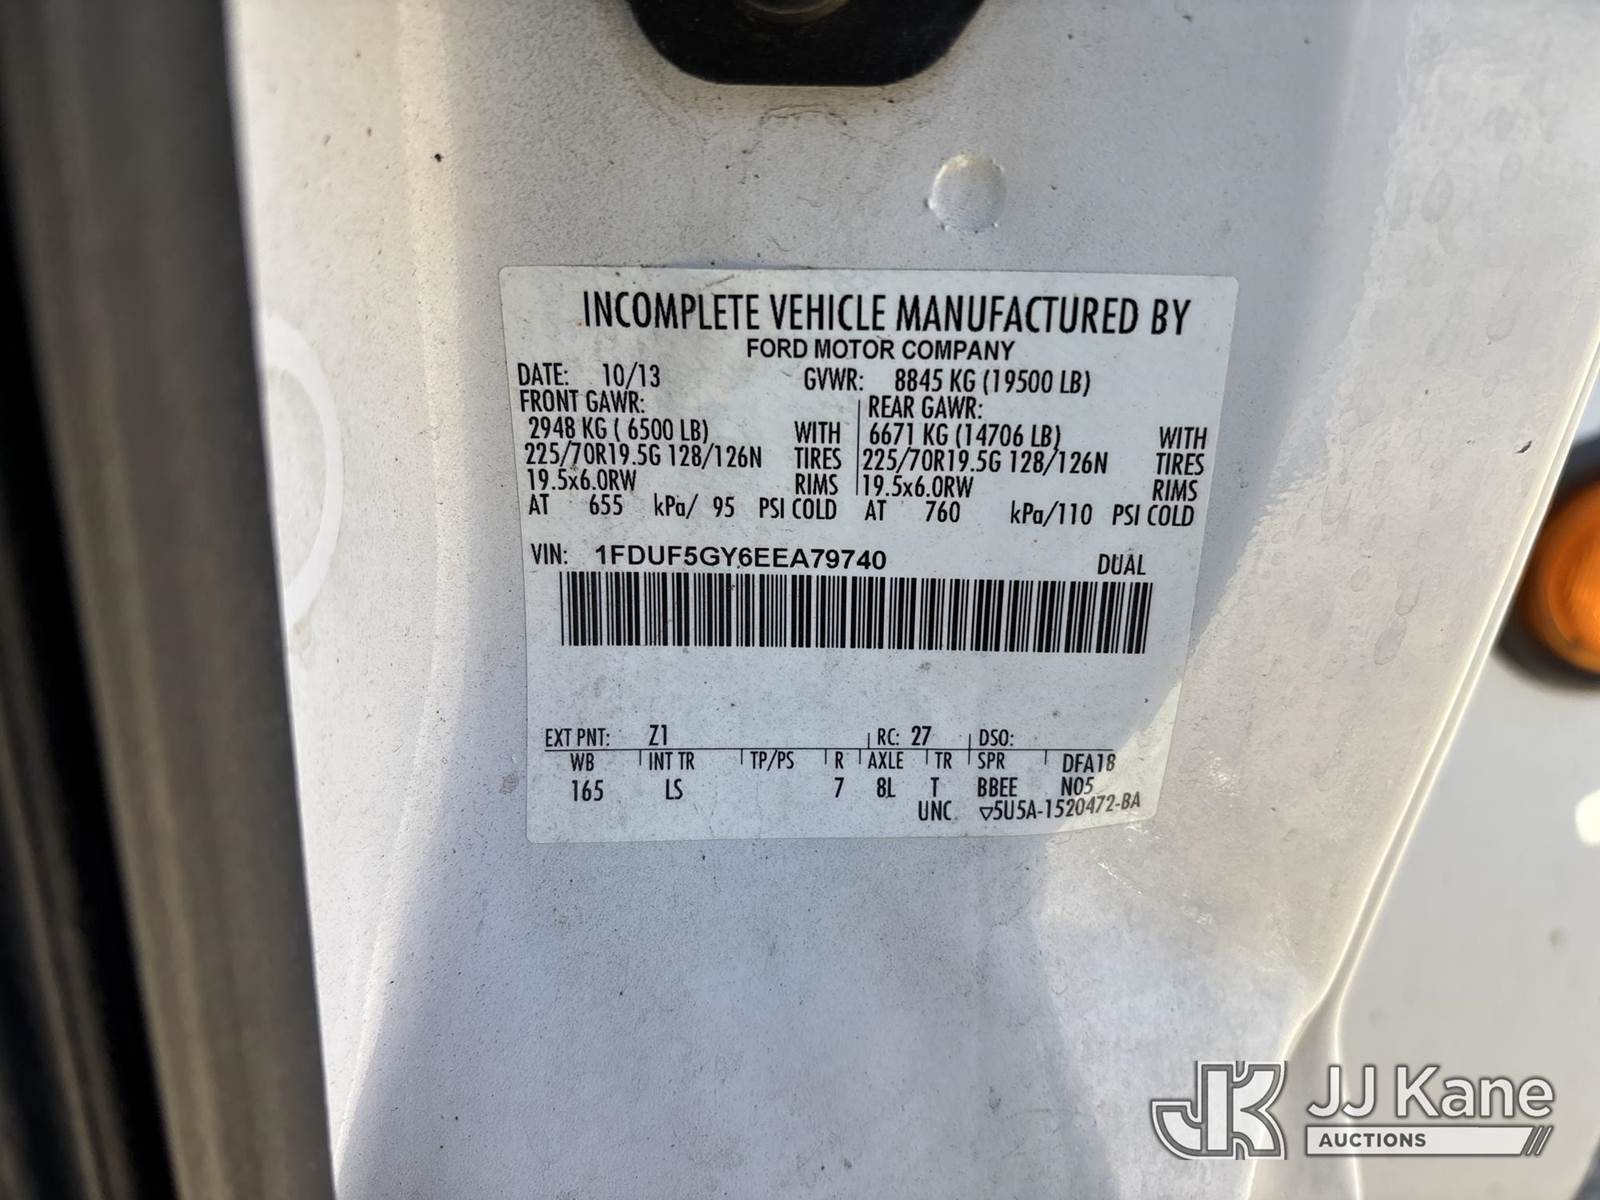 INCOMPLETE VEHICLE MANUFACTURED BY
FORD MOTOR COMPANY
DATE: 10/13 GVWR: 8845 KG (19500 LB)
FRONT GAWR: REAR GAWR:
2948 KG ( 6500 LB) WITH 6671 KG (14706 LB) WITH
225/70R19.5G 128/126N TIRES 225/70R19.5G 128/126N TIRES
19.5x6.0RW RIMS 19.5x6.0RW RIMS
AT 655 kPa/ 95 PSI COLD AT 760 kPa/110 PSI COLD
VIN: 1FDUF5GY6EEA79740 DUAL
EXT PNT: Z1 RC: 27 DSO:
WB INT TR TP/PS R AXLE TR SPR DFA18
165 LS 7 8L T BBEE N05
UNC ▽5U5A-1520472-BA
JK JJ Kane
AUCTIONS